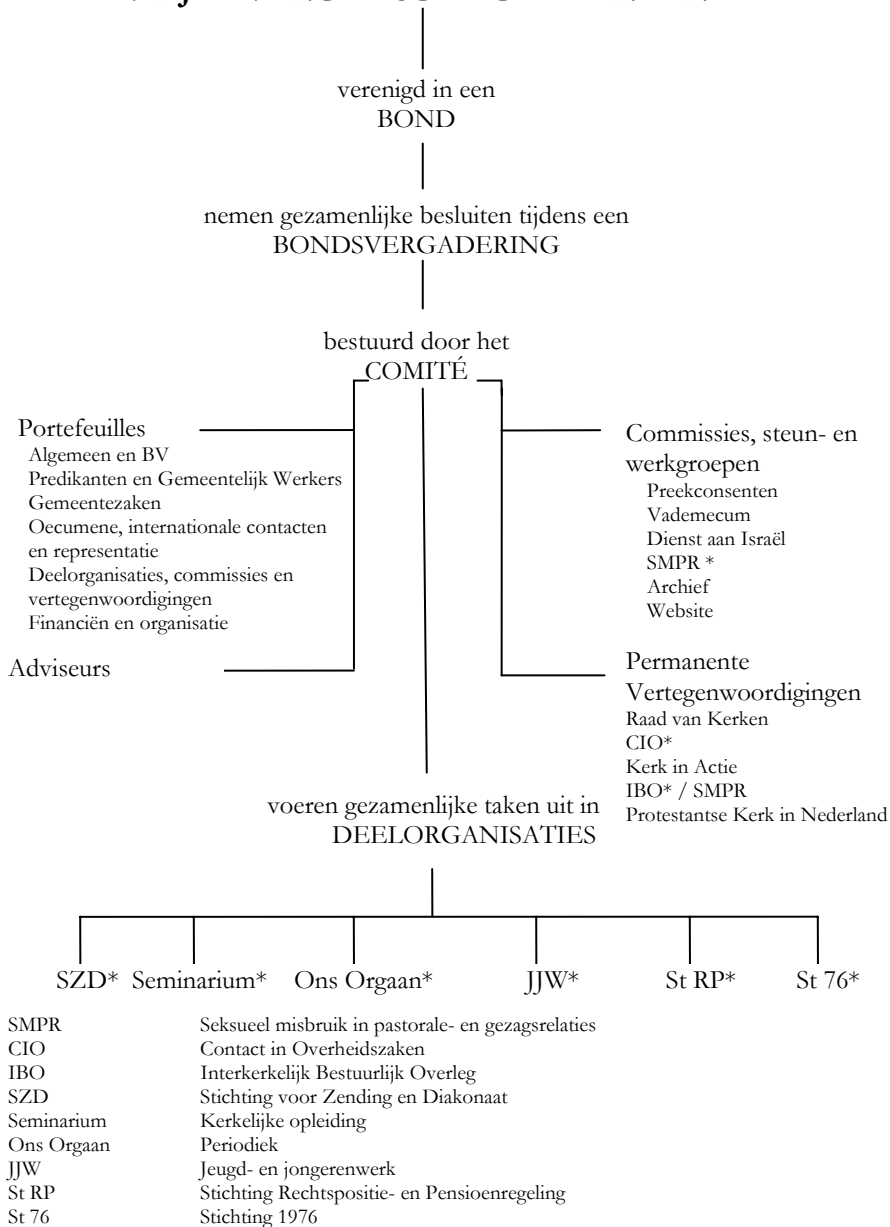 verenigd in een
BOND
nemen gezamenlijke besluiten tijdens een
BONDSVERGADERING
bestuurd door het
COMITÉ
Portefeuilles
Algemeen en BV
Predikanten en Gemeentelijk Werkers
Gemeentezaken
Oecumene, internationale contacten
en representatie
Deelorganisaties, commissies en
vertegenwoordigingen
Financiën en organisatie
Adviseurs
Commissies, steun- en
werkgroepen
Preekconsenten
Vademecum
Dienst aan Israël
SMPR *
Archief
Website
Permanente
Vertegenwoordigingen
Raad van Kerken
CIO*
Kerk in Actie
IBO* / SMPR
Protestantse Kerk in Nederland
voeren gezamenlijke taken uit in
DEELORGANISATIES
SZD* Seminarium* Ons Orgaan* JJW* St RP* St 76*
SMPR Seksueel misbruik in pastorale- en gezagsrelaties
CIO Contact in Overheidszaken
IBO Interkerkelijk Bestuurlijk Overleg
SZD Stichting voor Zending en Diakonaat
Seminarium Kerkelijke opleiding
Ons Orgaan Periodiek
JJW Jeugd- en jongerenwerk
St RP Stichting Rechtspositie- en Pensioenregeling
St 76 Stichting 1976